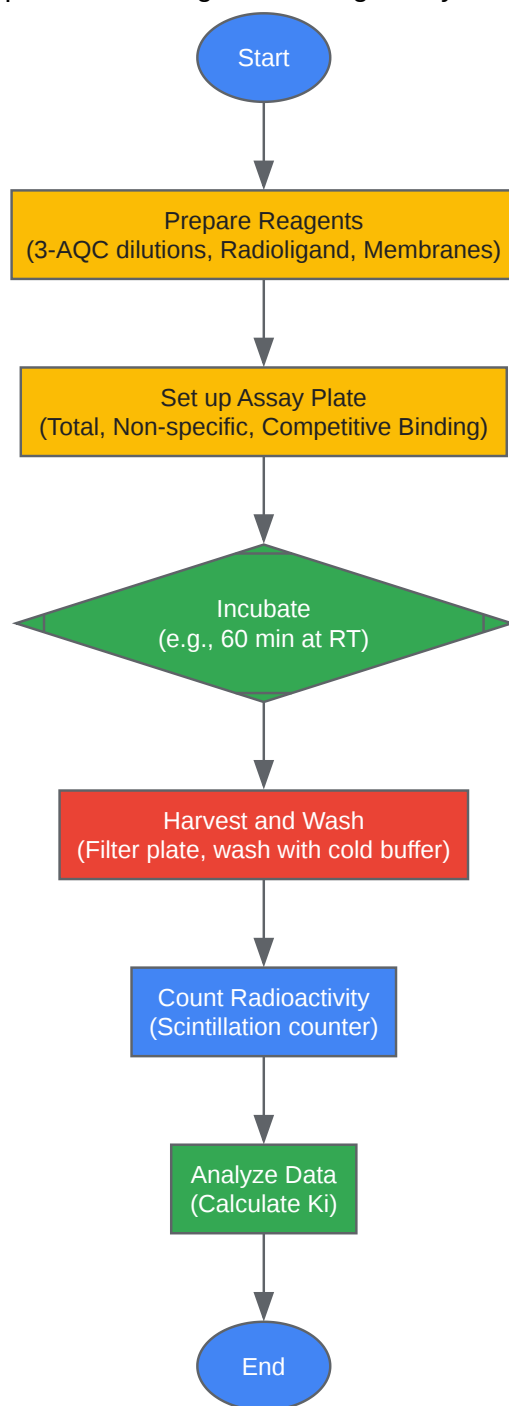 Start
Prepare Reagents
(3-AQC dilutions, Radioligand, Membranes)
Set up Assay Plate
(Total, Non-specific, Competitive Binding)
Incubate
(e.g., 60 min at RT)
Harvest and Wash
(Filter plate, wash with cold buffer)
Count Radioactivity
(Scintillation counter)
Analyze Data
(Calculate Ki)
End